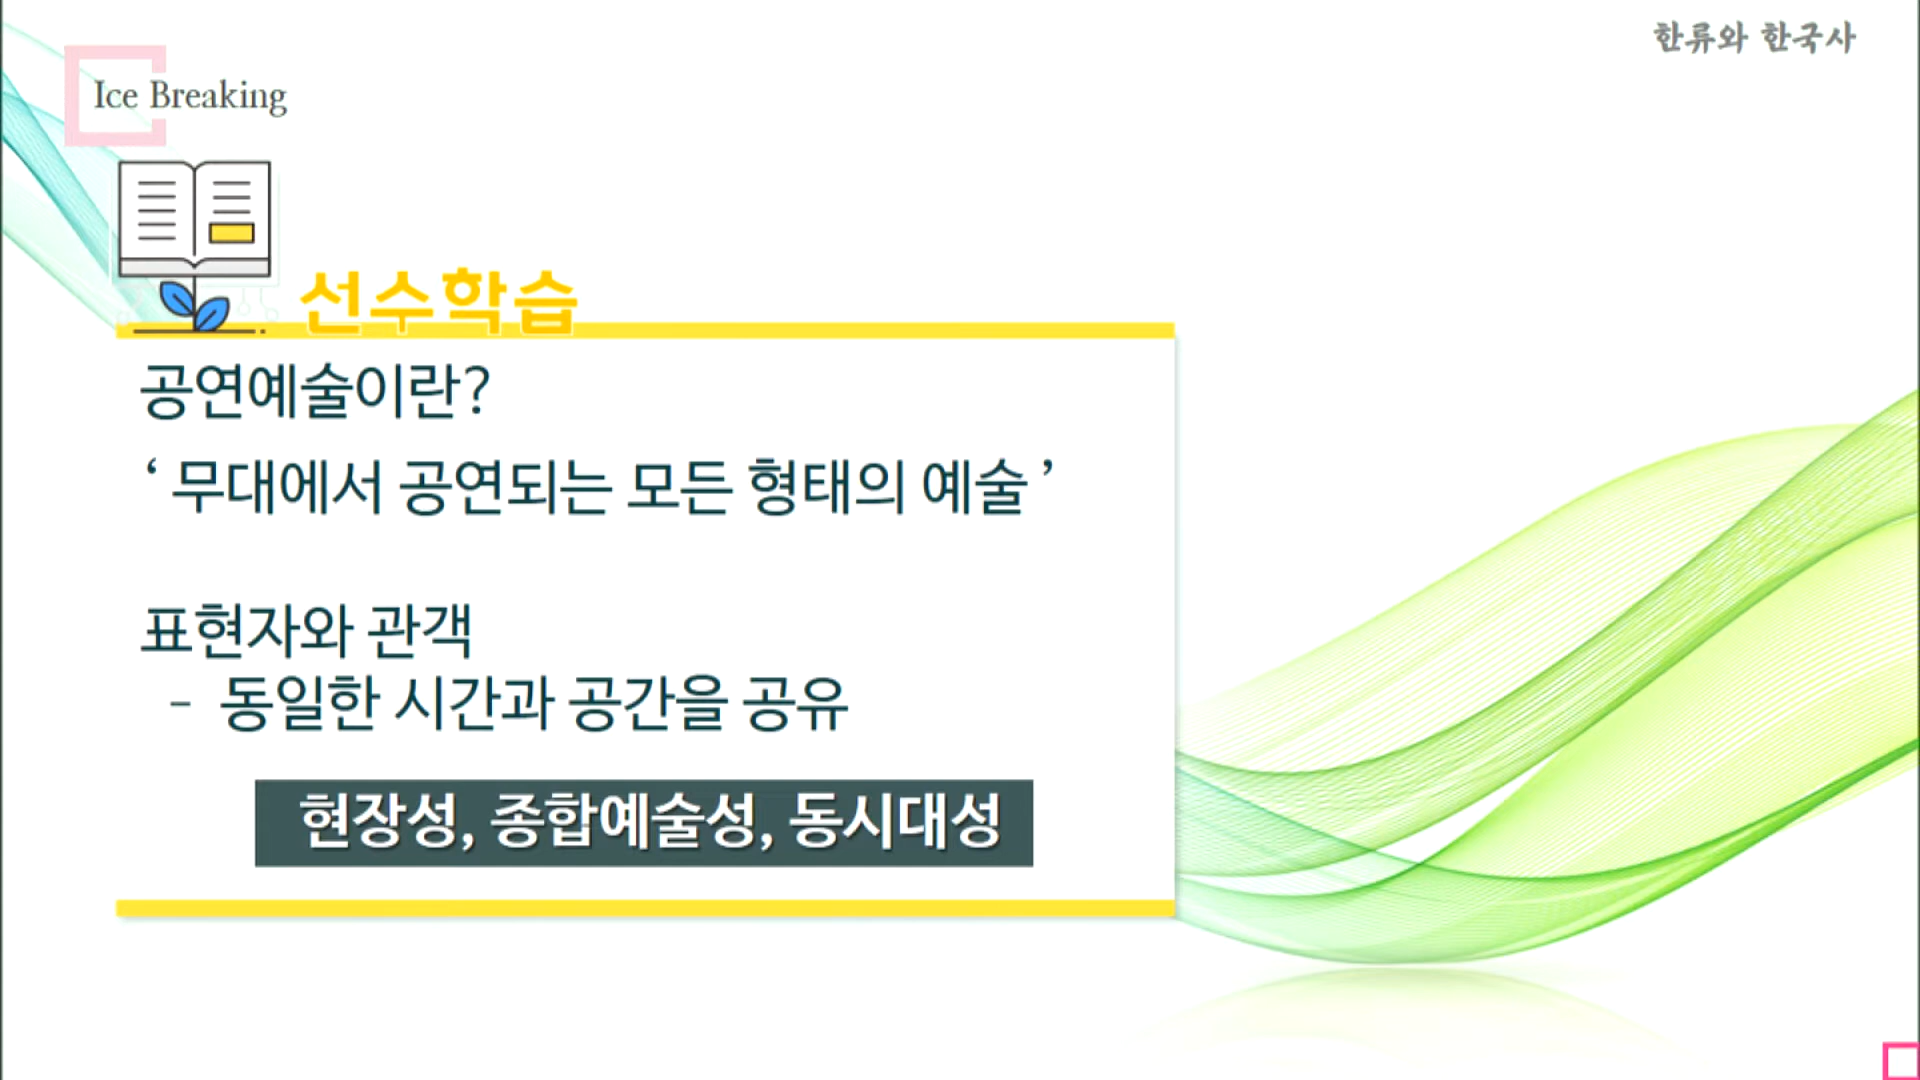 한류와 한국사
Ice Breaking
선수학습
공연예술이란?
‘ 무대에서 공연되는 모든 형태의 예술 ’
표현자와 관객
- 동일한 시간과 공간을 공유
현장성, 종합예술성, 동시대성